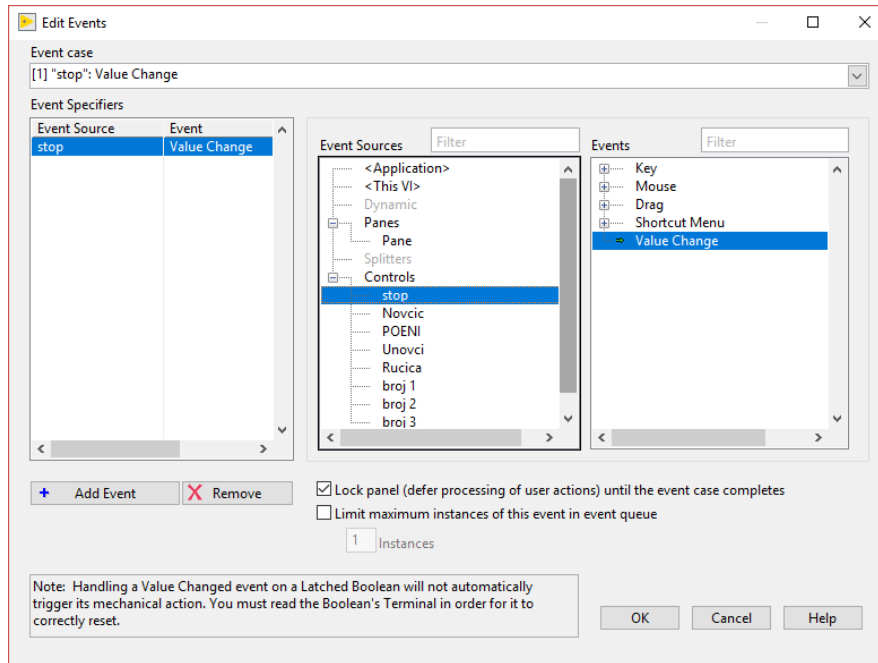 Edit Events
Event case
[1] "stop": Value Change
Event Specifiers
Event Source Event
stop Value Change
Event Sources Filter
<Application>
<This VI>
Dynamic
Panes
Pane
Splitters
Controls
stop
Novcic
POENI
Unovci
Rucica
broj 1
broj 2
broj 3
Events Filter
Key
Mouse
Drag
Shortcut Menu
Value Change
Add Event Remove
Lock panel (defer processing of user actions) until the event case completes
Limit maximum instances of this event in event queue
1 Instances
Note: Handling a Value Changed event on a Latched Boolean will not automatically
trigger its mechanical action. You must read the Boolean's Terminal in order for it to
correctly reset.
OK Cancel Help